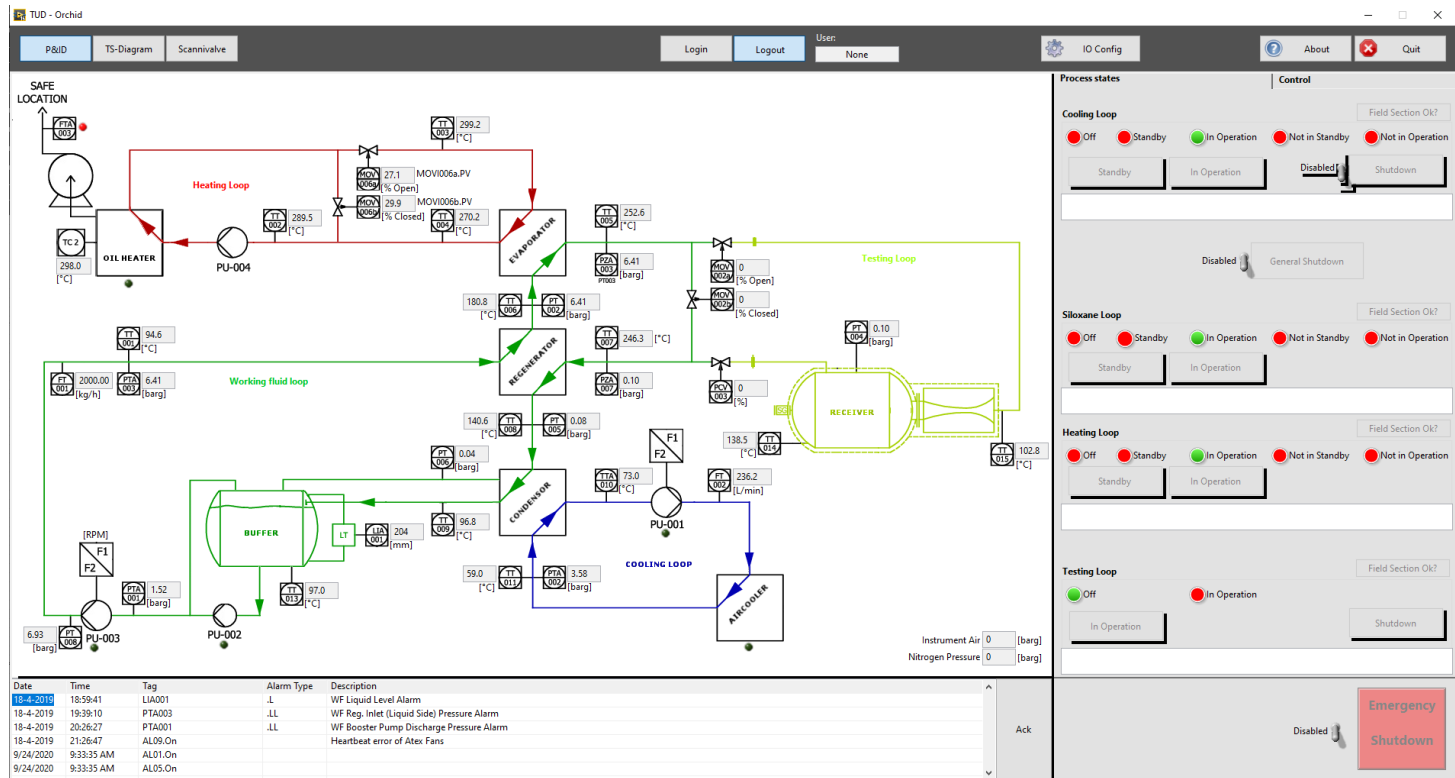 TUD - Orchid
P&ID
TS-Diagram
Scannivalve
Login
Logout
User:
None
IO Config
About
Quit
SAFE
LOCATION
FTA
003
TT
003
299.2
[°C]
Heating Loop
MOV
006a
27.1
MOVI006a.PV
[% Open]
MOV
006b
29.9
MOVI006b.PV
[% Closed]
TC 2
298.0
[°C]
OIL HEATER
PU-004
TT
002
289.5
[°C]
TT
004
270.2
[°C]
EVAPORATOR
TT
005
252.6
[°C]
PZA
003
PT003
6.41
[barg]
MOV
002a
0
[% Open]
MOV
002b
0
[% Closed]
Testing Loop
180.8
[°C]
TT
006
PT
002
6.41
[barg]
TT
001
94.6
[°C]
REGENERATOR
TT
007
246.3
[°C]
PT
004
0.10
[barg]
FT
001
2000.00
[kg/h]
PTA
003
6.41
[barg]
Working fluid loop
PZA
007
0.10
[barg]
PCV
003
0
[%]
SG
RECEIVER
140.6
[°C]
TT
008
PT
005
0.08
[barg]
138.5
[°C]
TT
014
TT
015
102.8
[°C]
PT
006
0.04
[barg]
F1
F2
CONDENSOR
TTA
010
73.0
[°C]
FT
002
236.2
[L/min]
PU-001
BUFFER
LT
LIA
001
204
[mm]
TT
009
96.8
[°C]
[RPM]
F1
F2
COOLING LOOP
59.0
[°C]
TT
011
PTA
002
3.58
[barg]
AIRCOOLER
PTA
001
1.52
[barg]
TT
013
97.0
[°C]
6.93
[barg]
PT
008
PU-003
PU-002
Instrument Air 0 [barg]
Nitrogen Pressure 0 [barg]
Process states
Control
Cooling Loop
Field Section Ok?
Off
Standby
In Operation
Not in Standby
Not in Operation
Standby
In Operation
Disabled
Shutdown
Disabled
General Shutdown
Siloxane Loop
Field Section Ok?
Off
Standby
In Operation
Not in Standby
Not in Operation
Standby
In Operation
Heating Loop
Field Section Ok?
Off
Standby
In Operation
Not in Standby
Not in Operation
Standby
In Operation
Testing Loop
Field Section Ok?
Off
In Operation
In Operation
Shutdown
Date Time Tag Alarm Type Description
18-4-2019 18:59:41 LIA001 .L WF Liquid Level Alarm
18-4-2019 19:39:10 PTA003 .LL WF Reg. Inlet (Liquid Side) Pressure Alarm
18-4-2019 20:26:27 PTA001 .LL WF Booster Pump Discharge Pressure Alarm
18-4-2019 21:26:47 AL09.On Heartbeat error of Atex Fans
9/24/2020 9:33:35 AM AL01.On
9/24/2020 9:33:35 AM AL05.On
Ack
Disabled
Emergency
Shutdown